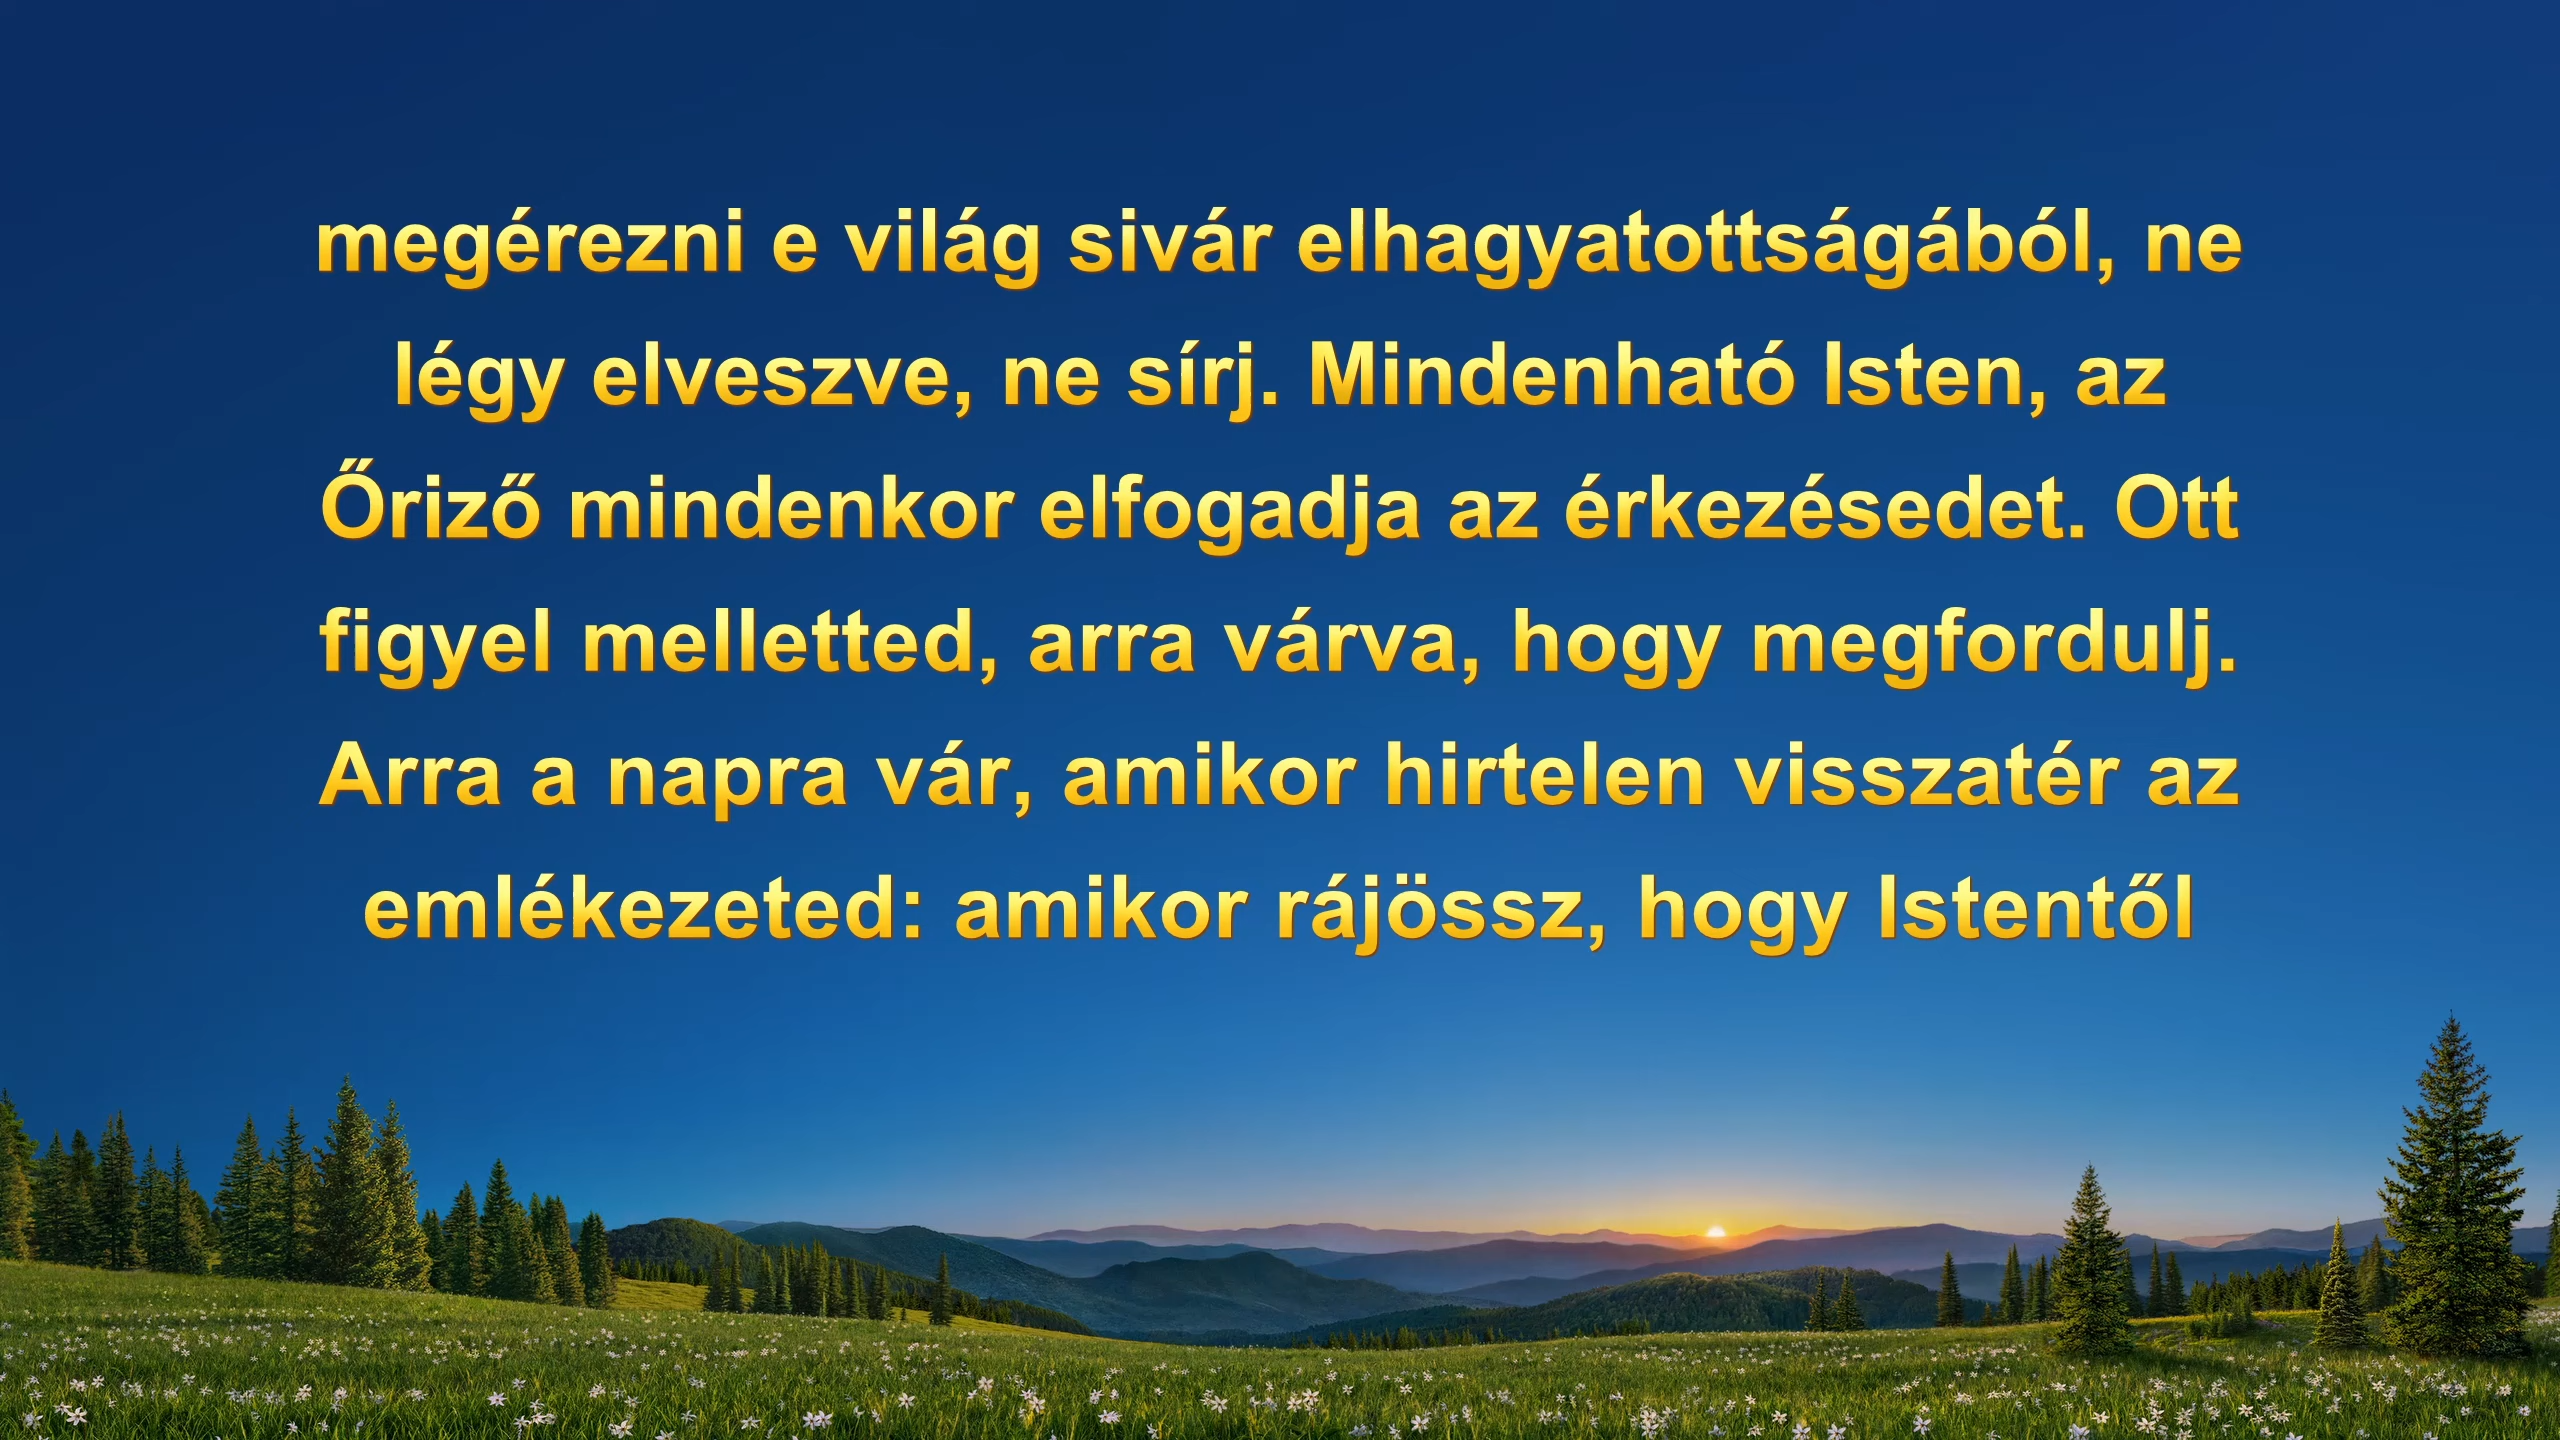 megérezni e világ sivár elhagyatottságából, ne
légy elveszve, ne sírj. Mindenható Isten, az
Őriző mindenkor elfogadja az érkezésedet. Ott
figyel melletted, arra várva, hogy megfordulj.
Arra a napra vár, amikor hirtelen visszatér az
emlékezeted: amikor rájössz, hogy Istentől